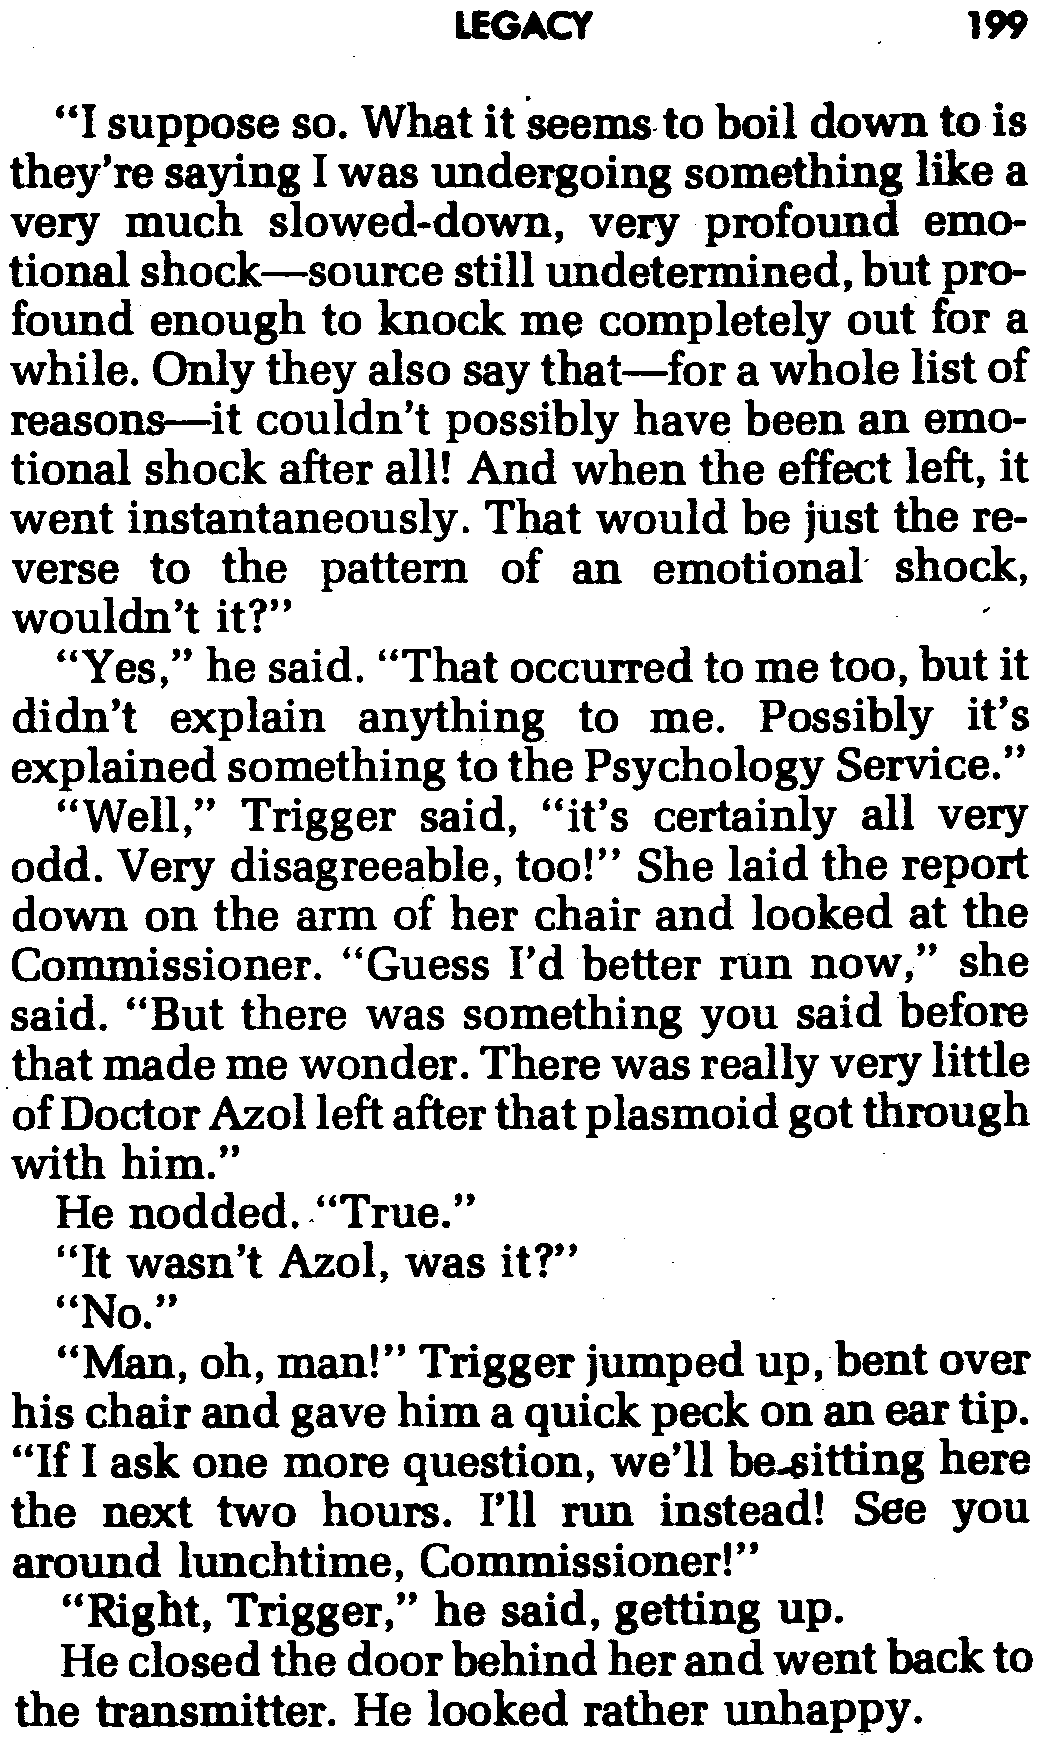 LEGACY 199
“I suppose so. What it seems to boil down to is
they’re saying I was undergoing something like a
very much slowed-down, very profound emo-
tional shock—source still undetermined, but pro-
found enough to knock me completely out for a
while. Only they also say that—for a whole list of
reasons—it couldn’t possibly have been an emo-
tional shock after all! And when the effect left, it
went instantaneously. That would be just the re-
verse to the pattern of an emotional shock,
wouldn’t it?”
“Yes,” he said. “That occurred to me too, but it
didn’t explain anything to me. Possibly it’s
explained something to the Psychology Service.”
“Well,” Trigger said, “it’s certainly all very
odd. Very disagreeable, too!” She laid the report
down on the arm of her chair and looked at the
Commissioner. “Guess I’d better run now,” she
said. “But there was something you said before
that made me wonder. There was really very little
of Doctor Azol left after that plasmoid got through
with him.”
He nodded. “True.”
“It wasn’t Azol, was it?”
“No.”
“Man, oh, man!” Trigger jumped up, bent over
his chair and gave him a quick peck on an ear tip.
“If I ask one more question, we’ll be sitting here
the next two hours. I’ll run instead! See you
around lunchtime, Commissioner!”
“Right, Trigger,” he said, getting up.
He closed the door behind her and went back to
the transmitter. He looked rather unhappy.